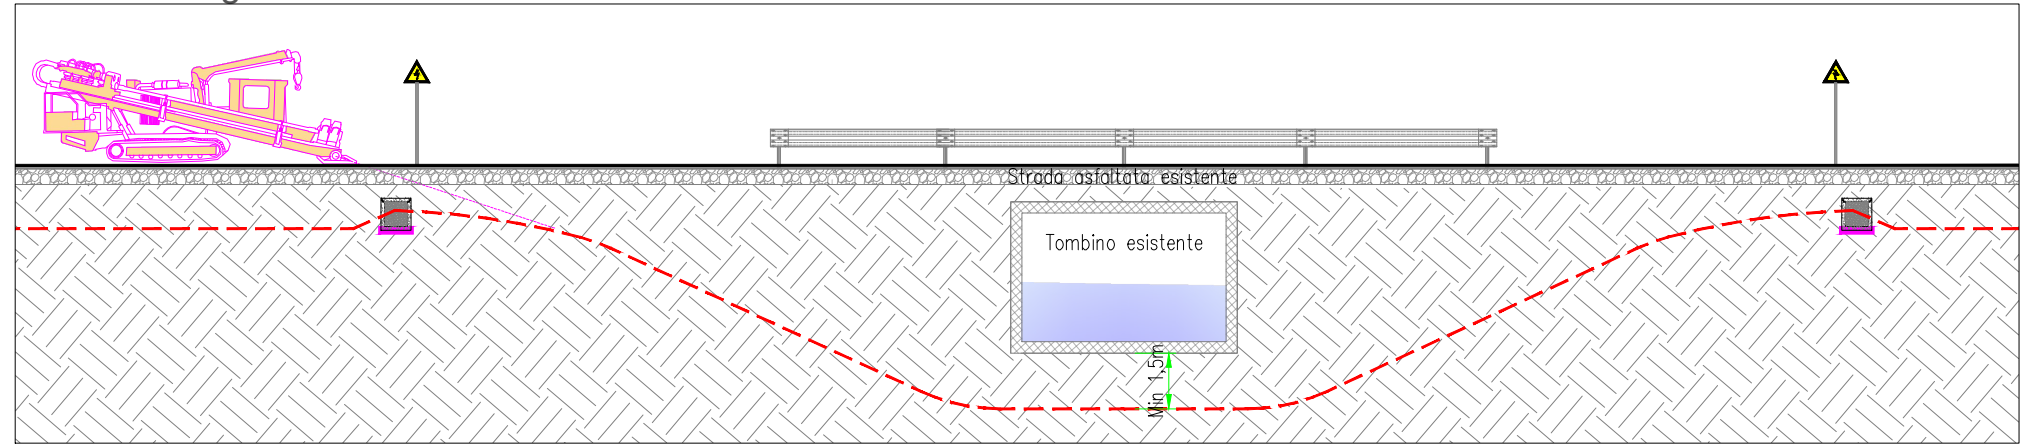 Strada asfaltata esistente
Tombino esistente
Min 1,5m